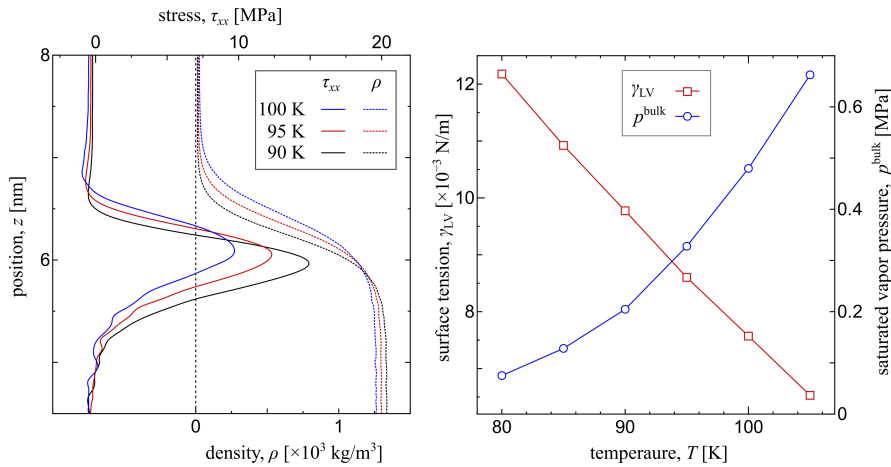 stress, τxx [MPa]
0 10 20
8
6
position, z [nm]
τxx ρ
100 K
95 K
90 K
0 1
density, ρ [×10³ kg/m³]
12
10
8
surface tension, γLV [×10⁻³ N/m]
γLV
pbulk
0.6
0.4
0.2
0
saturated vapor pressure, pbulk [MPa]
80 90 100
temperaure, T [K]